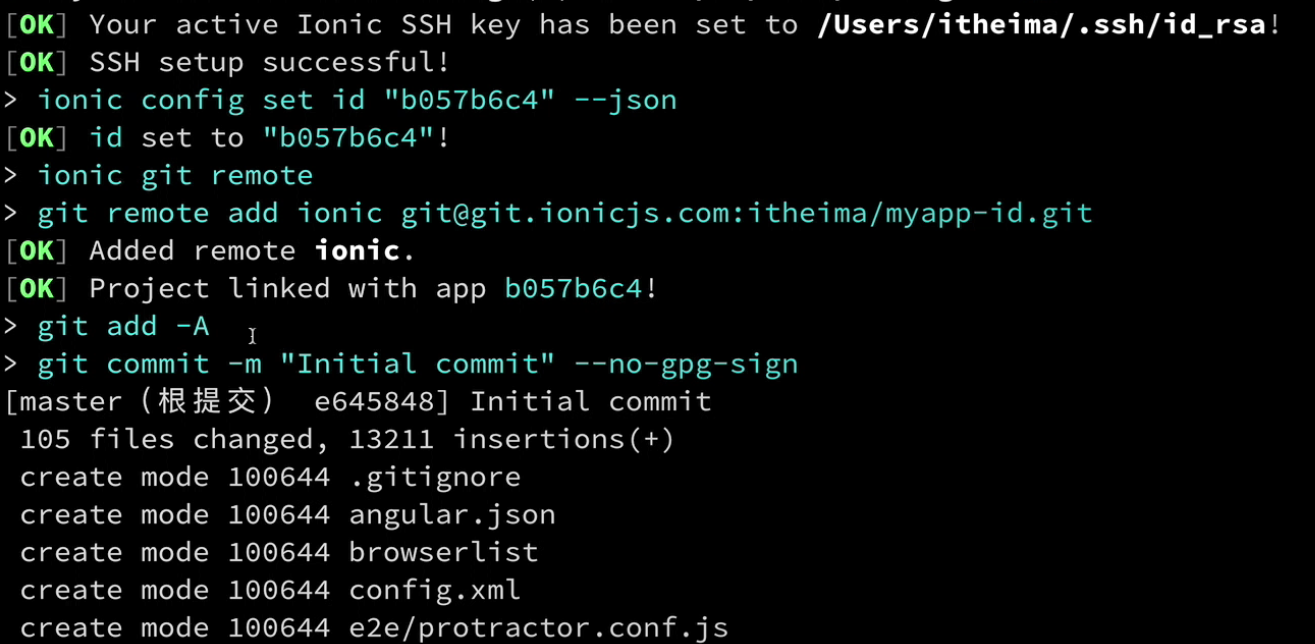 [OK] Your active Ionic SSH key has been set to /Users/itheima/.ssh/id_rsa!
[OK] SSH setup successful!
> ionic config set id "b057b6c4" --json
[OK] id set to "b057b6c4"!
> ionic git remote
> git remote add ionic git@git.ionicjs.com:itheima/myapp-id.git
[OK] Added remote ionic.
[OK] Project linked with app b057b6c4!
> git add -A
> git commit -m "Initial commit" --no-gpg-sign
[master（根提交） e645848] Initial commit
105 files changed, 13211 insertions(+)
create mode 100644 .gitignore
create mode 100644 angular.json
create mode 100644 browserlist
create mode 100644 config.xml
create mode 100644 e2e/protractor.conf.js